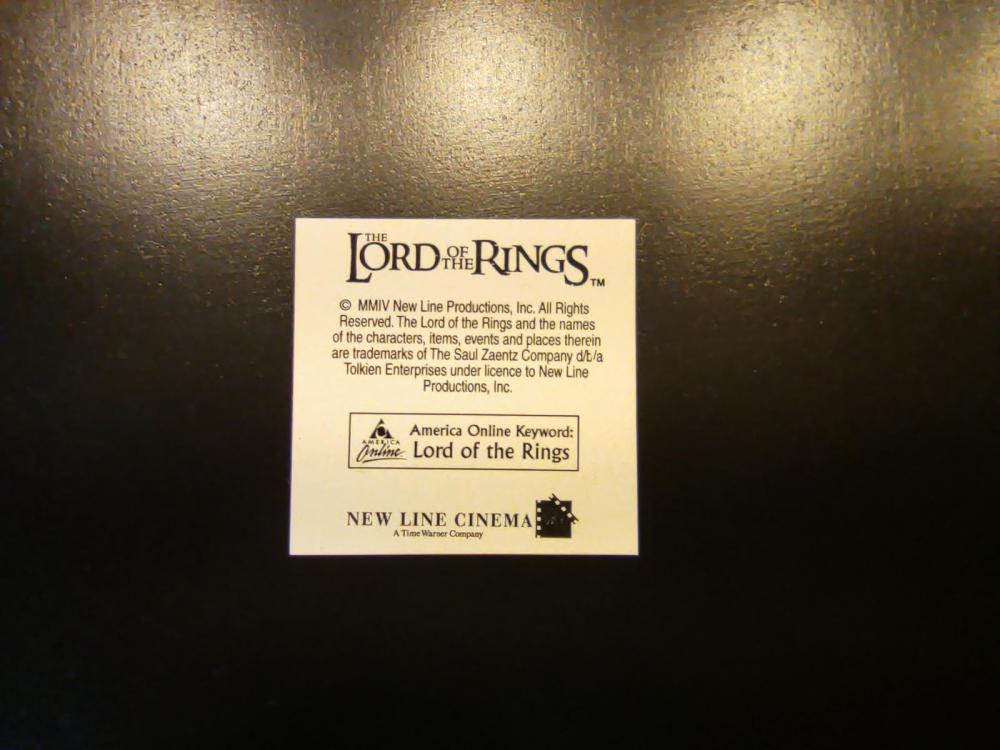 THE LORD OF THE RINGS™
© MMIV New Line Productions, Inc. All Rights
Reserved. The Lord of the Rings and the names
of the characters, items, events and places therein
are trademarks of The Saul Zaentz Company d/b/a
Tolkien Enterprises under licence to New Line
Productions, Inc.
AMERICA Online
America Online Keyword:
Lord of the Rings
NEW LINE CINEMA
A Time Warner Company